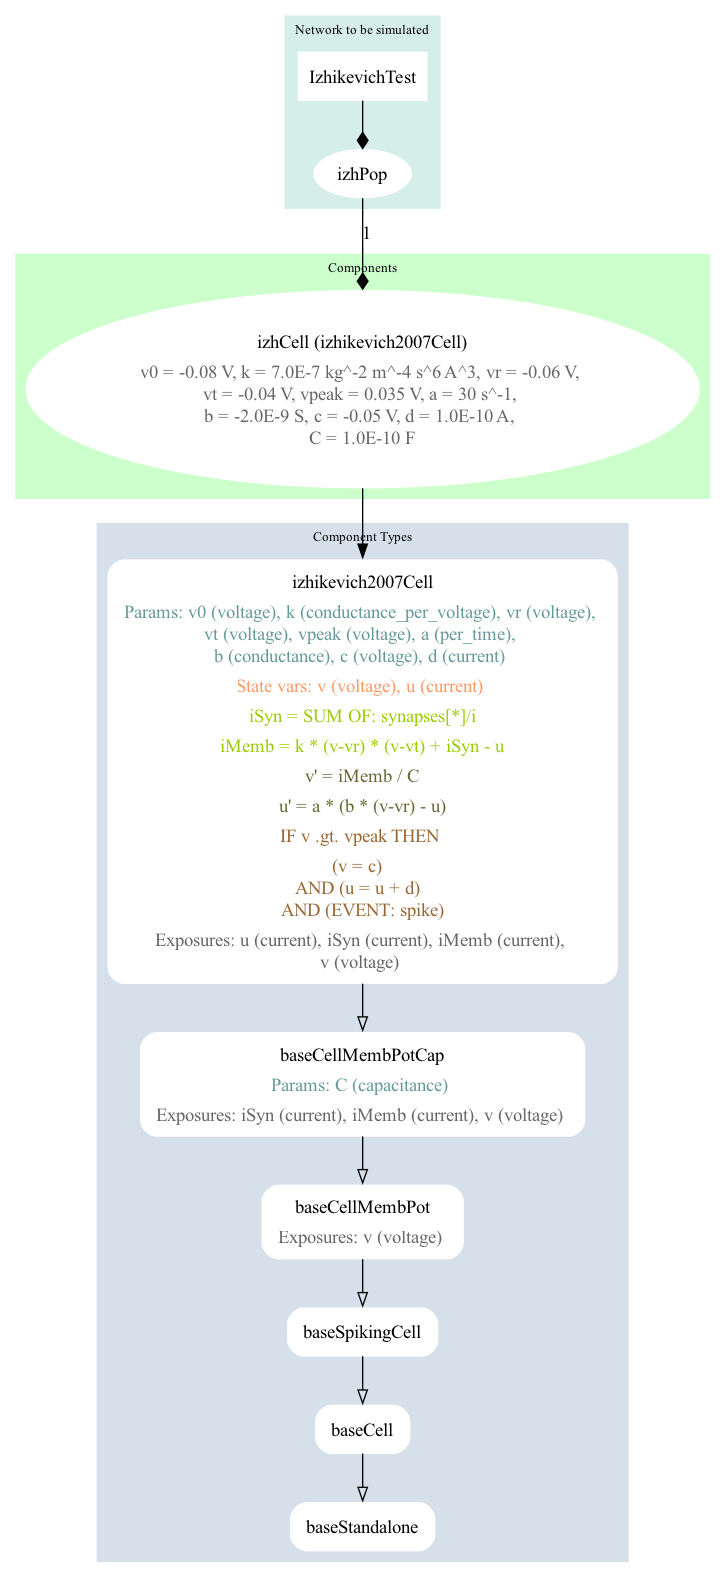 Network to be simulated
IzhikevichTest
izhPop
1
Components
izhCell (izhikevich2007Cell)
v0 = -0.08 V, k = 7.0E-7 kg^-2 m^-4 s^6 A^3, vr = -0.06 V,
vt = -0.04 V, vpeak = 0.035 V, a = 30 s^-1,
b = -2.0E-9 S, c = -0.05 V, d = 1.0E-10 A,
C = 1.0E-10 F
Component Types
izhikevich2007Cell
Params: v0 (voltage), k (conductance_per_voltage), vr (voltage),
vt (voltage), vpeak (voltage), a (per_time),
b (conductance), c (voltage), d (current)
State vars: v (voltage), u (current)
iSyn = SUM OF: synapses[*]/i
iMemb = k * (v-vr) * (v-vt) + iSyn - u
v' = iMemb / C
u' = a * (b * (v-vr) - u)
IF v .gt. vpeak THEN
(v = c)
AND (u = u + d)
AND (EVENT: spike)
Exposures: u (current), iSyn (current), iMemb (current),
v (voltage)
baseCellMembPotCap
Params: C (capacitance)
Exposures: iSyn (current), iMemb (current), v (voltage)
baseCellMembPot
Exposures: v (voltage)
baseSpikingCell
baseCell
baseStandalone